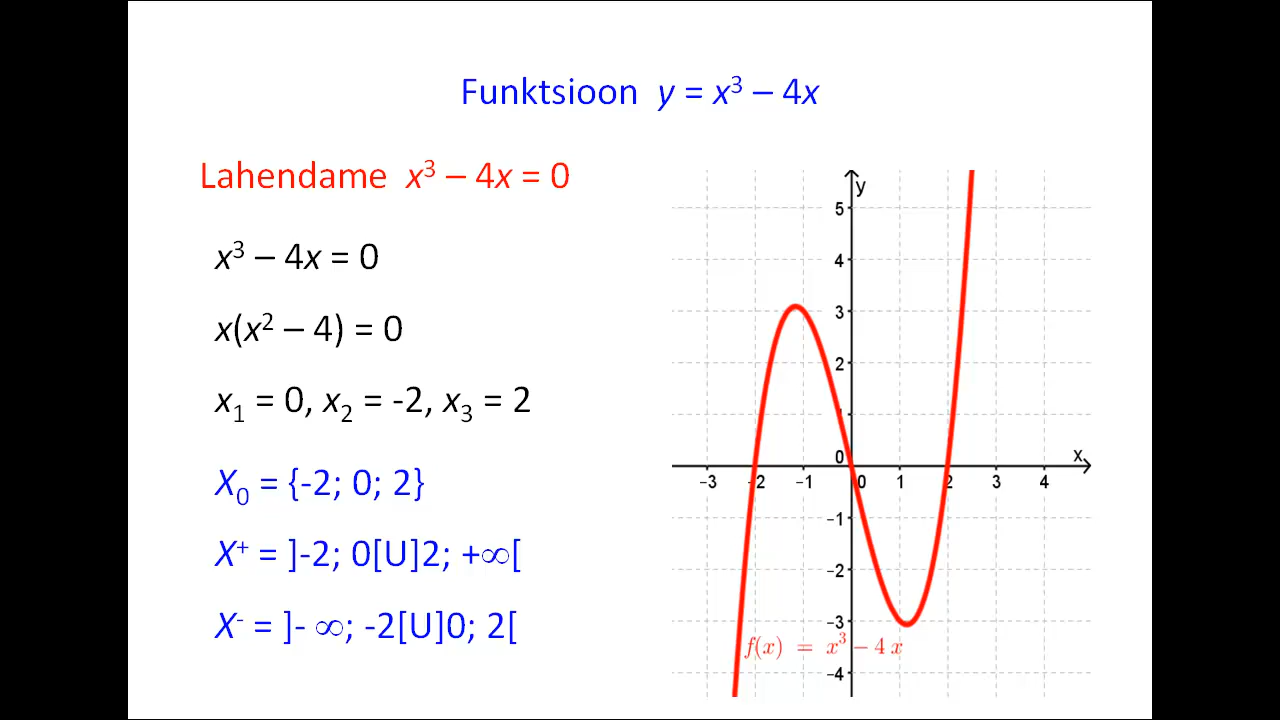 Funktsioon y = x³ – 4x
Lahendame x³ – 4x = 0
x³ – 4x = 0
x(x² – 4) = 0
x₁ = 0, x₂ = -2, x₃ = 2
X₀ = {-2; 0; 2}
X⁺ = ]-2; 0[U]2; +∞[
X⁻ = ]- ∞; -2[U]0; 2[
y
5
4
3
2
1
0
x
−3 −2 −1 0 1 2 3 4
−1
−2
−3
f(x) = x³ − 4 x
−4